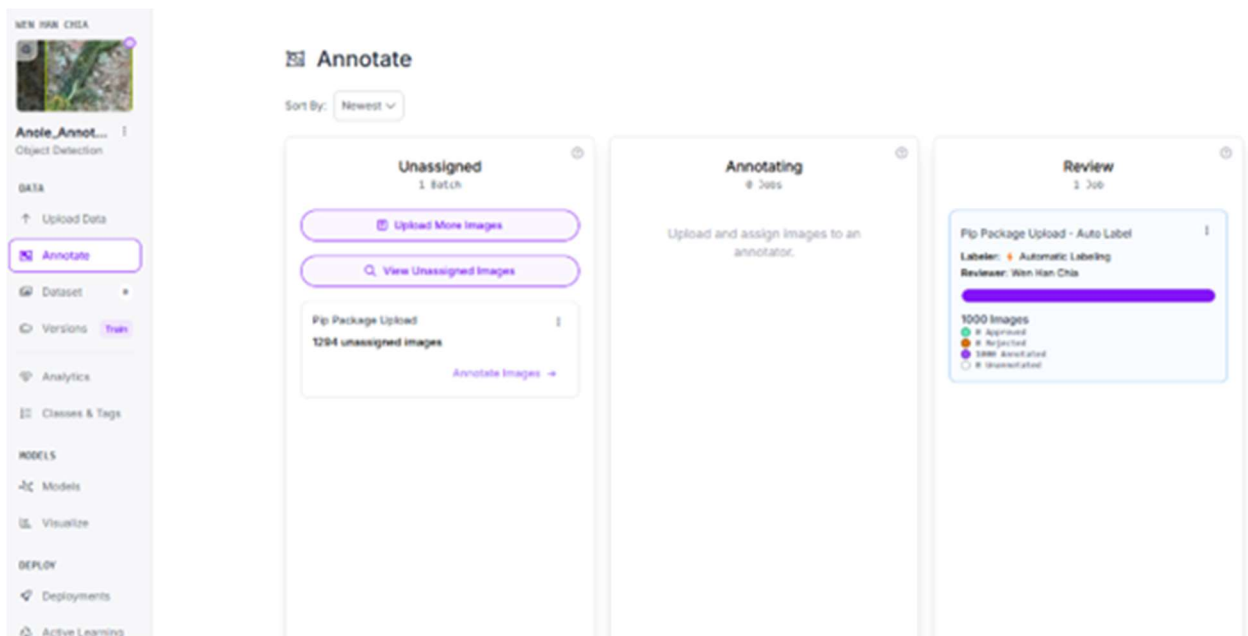 WEN HAN CHIA
Anole_Annot...
Object Detection
DATA
Upload Data
Annotate
Dataset
Versions Train
Analytics
Classes & Tags
MODELS
Models
Visualize
DEPLOY
Deployments
Active Learning
Annotate
Sort By: Newest
Unassigned
1 Batch
Upload More Images
View Unassigned Images
Pip Package Upload
1294 unassigned images
Annotate Images →
Annotating
0 Jobs
Upload and assign images to an
annotator.
Review
1 Job
Pip Package Upload - Auto Label
Labeler: Automatic Labeling
Reviewer: Wen Han Chia
1000 Images
0 Approved
0 Rejected
1000 Annotated
0 Unannotated